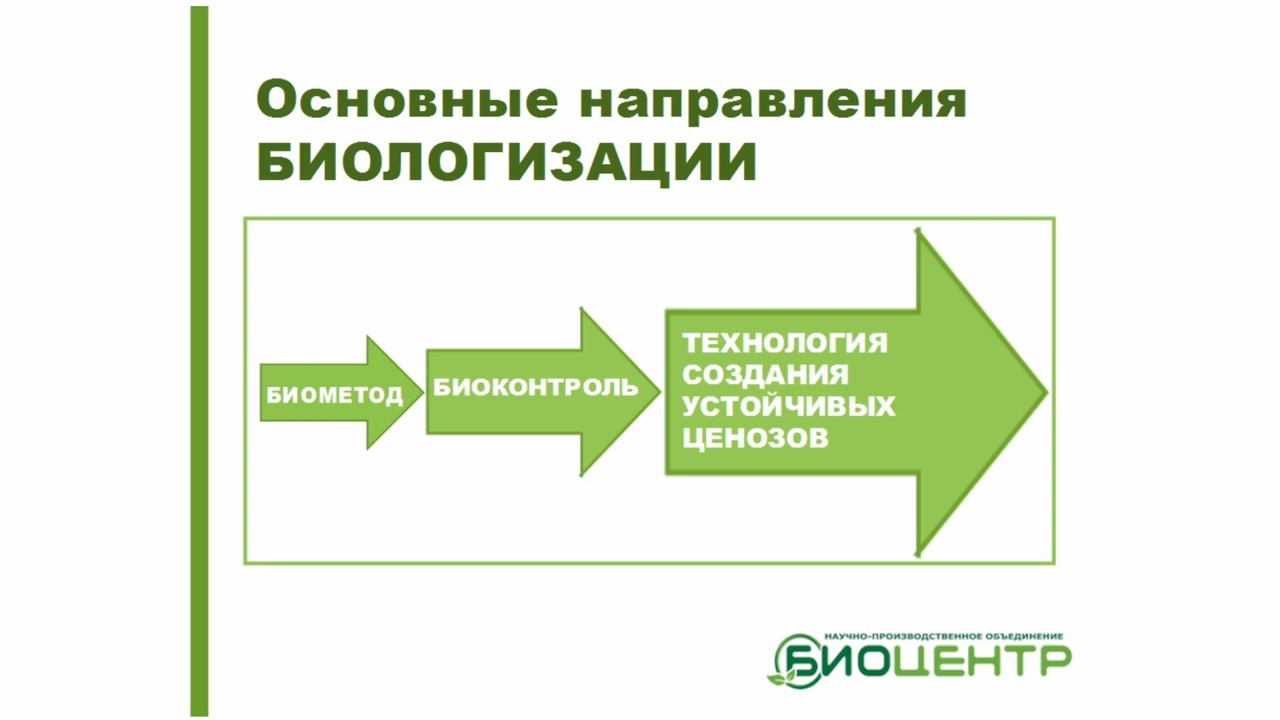 Основные направления
БИОЛОГИЗАЦИИ
БИОМЕТОД
БИОКОНТРОЛЬ
ТЕХНОЛОГИЯ
СОЗДАНИЯ
УСТОЙЧИВЫХ
ЦЕНОЗОВ
НАУЧНО-ПРОИЗВОДСТВЕННОЕ ОБЪЕДИНЕНИЕ
БИОЦЕНТР